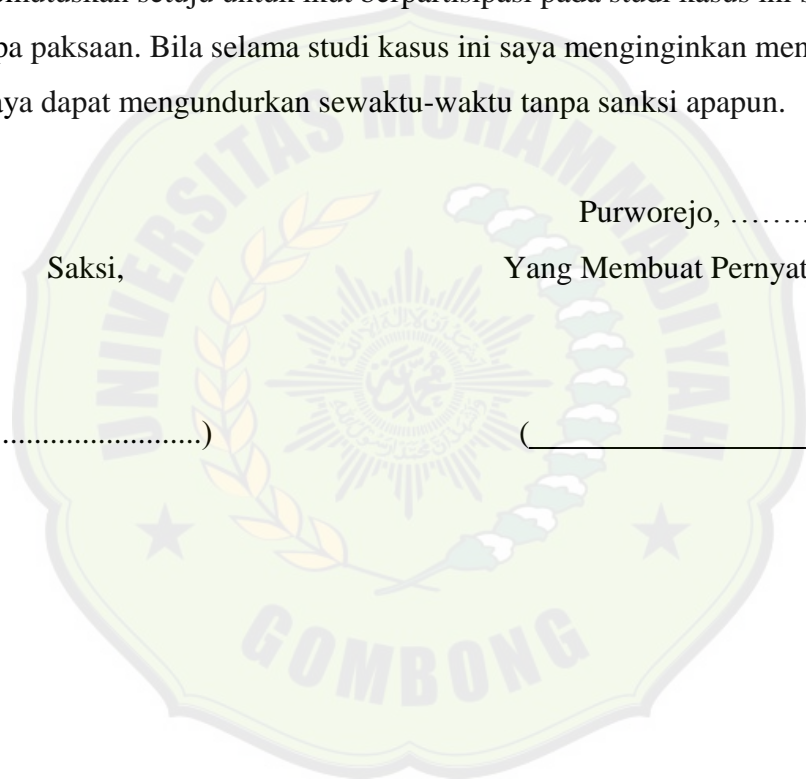 mutuskan setuju untuk ikut berpartisipasi pada studi kasus ini
pa paksaan. Bila selama studi kasus ini saya menginginkan men
aya dapat mengundurkan sewaktu-waktu tanpa sanksi apapun.
Purworejo, ……..
Saksi, Yang Membuat Pernyat
.........................) (
UNIVERSITAS MUHAMMADIYAH
GOMBONG